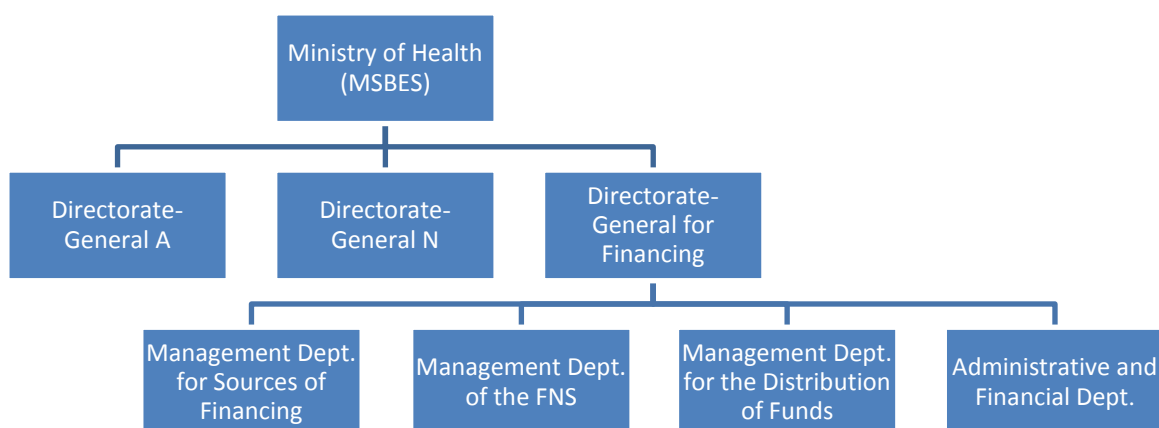 Ministry of Health
(MSBES)
Directorate-
General A
Directorate-
General N
Directorate-
General for
Financing
Management Dept.
for Sources of
Financing
Management Dept.
of the FNS
Management Dept.
for the Distribution
of Funds
Administrative and
Financial Dept.